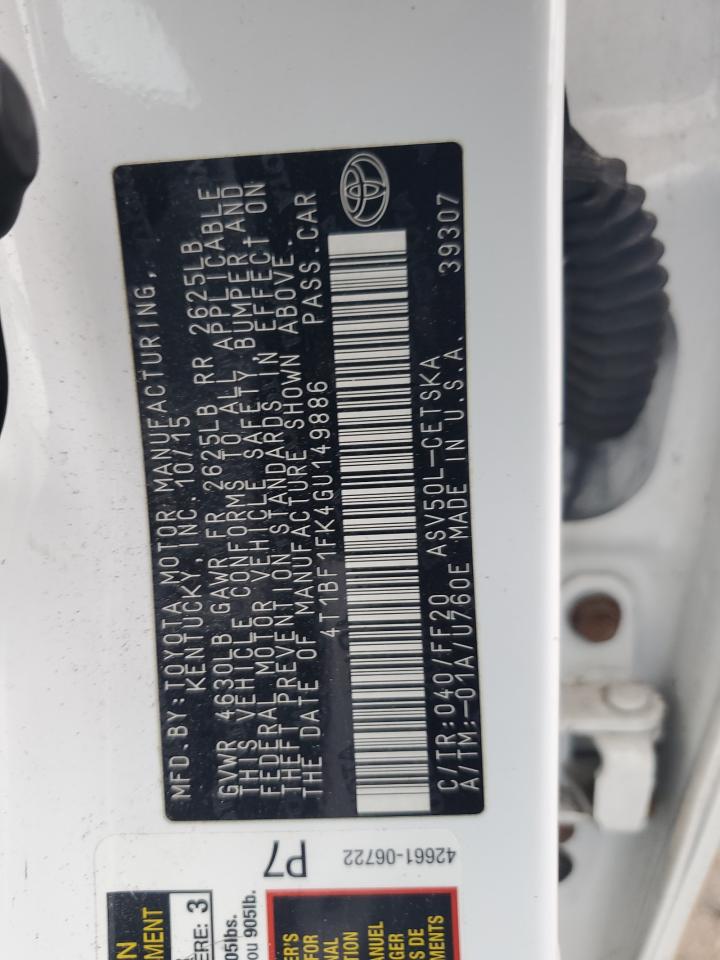 MFD.BY:TOYOTA MOTOR MANUFACTURING,
KENTUCKY, INC. 10/15
GVWR 4630LB GAWR FR 2625LB RR 2625LB
THIS VEHICLE CONFORMS TO ALL APPLICABLE
FEDERAL MOTOR VEHICLE SAFETY, BUMPER, AND
THEFT PREVENTION STANDARDS IN EFFECT ON
THE DATE OF MANUFACTURE SHOWN ABOVE.
4T1BF1FK4GU149886 PASS.CAR
C/TR:040/FF20 ASV50L-CETSKA
A/TM:-01A/U760E MADE IN U.S.A. 39307
P7
42661-06722
3
905lb.
MANUEL